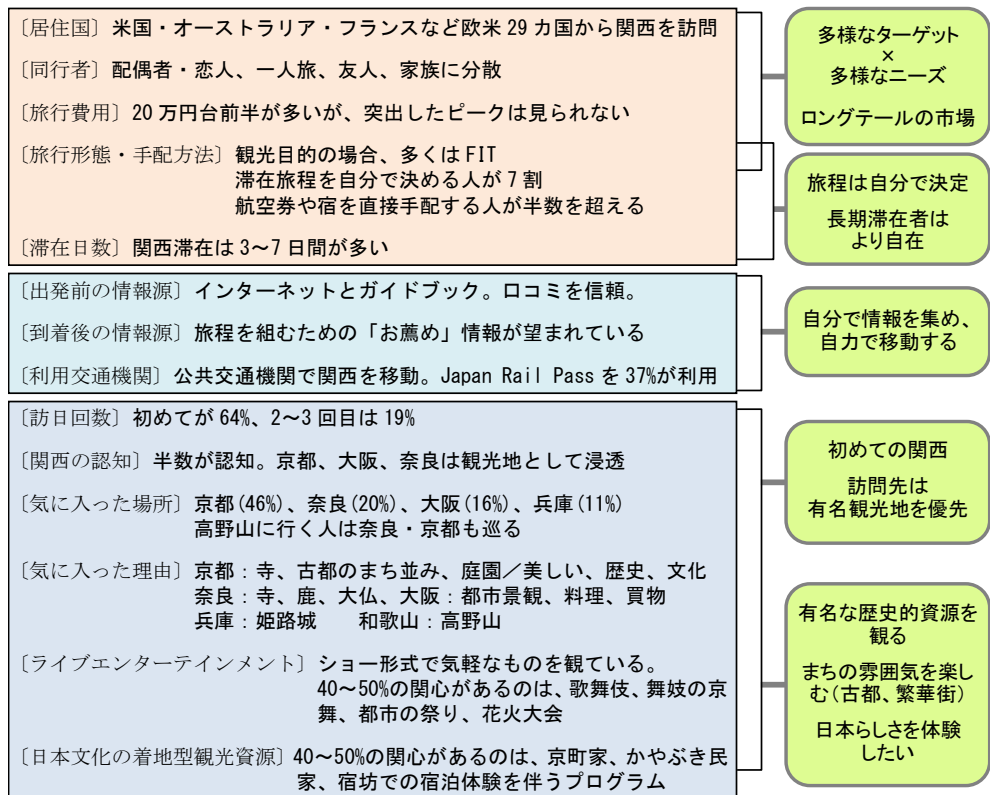 〔居住国〕米国・オーストラリア・フランスなど欧米 29 カ国から関西を訪問
〔同行者〕配偶者・恋人、一人旅、友人、家族に分散
〔旅行費用〕20 万円台前半が多いが、突出したピークは見られない
〔旅行形態・手配方法〕観光目的の場合、多くは FIT
滞在旅程を自分で決める人が 7 割
航空券や宿を直接手配する人が半数を超える
〔滞在日数〕関西滞在は 3～7 日間が多い
多様なターゲット
×
多様なニーズ
ロングテールの市場
旅程は自分で決定
長期滞在者は
より自在
〔出発前の情報源〕インターネットとガイドブック。口コミを信頼。
〔到着後の情報源〕旅程を組むための「お薦め」情報が望まれている
〔利用交通機関〕公共交通機関で関西を移動。Japan Rail Pass を 37%が利用
自分で情報を集め、
自力で移動する
〔訪日回数〕初めてが 64%、2～3 回目は 19%
〔関西の認知〕半数が認知。京都、大阪、奈良は観光地として浸透
〔気に入った場所〕京都(46%)、奈良(20%)、大阪(16%)、兵庫(11%)
高野山に行く人は奈良・京都も巡る
〔気に入った理由〕京都：寺、古都のまち並み、庭園／美しい、歴史、文化
奈良：寺、鹿、大仏、大阪：都市景観、料理、買物
兵庫：姫路城　　和歌山：高野山
〔ライブエンターテインメント〕ショー形式で気軽なものを観ている。
40～50%の関心があるのは、歌舞伎、舞妓の京
舞、都市の祭り、花火大会
〔日本文化の着地型観光資源〕40～50%の関心があるのは、京町家、かやぶき民
家、宿坊での宿泊体験を伴うプログラム
初めての関西
訪問先は
有名観光地を優先
有名な歴史的資源を
観る
まちの雰囲気を楽し
む(古都、繁華街)
日本らしさを体験
したい